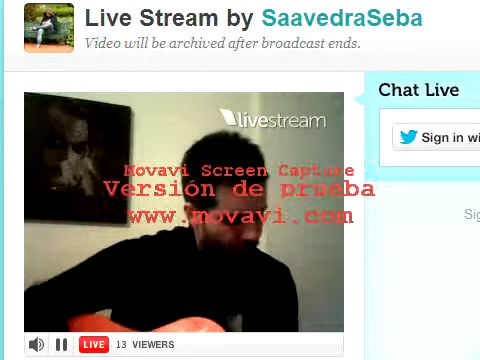 Live Stream by SaavedraSeba
Video will be archived after broadcast ends.
Chat Live
livestream
Sign in wi
Movavi Screen Capture
Versión de prueba
www.movavi.com
Sig
LIVE 13 VIEWERS